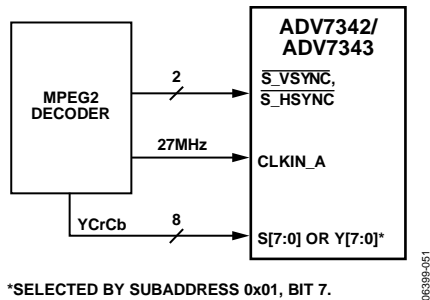 ADV7342/
ADV7343
MPEG2
DECODER
2
S_VSYNC,
S_HSYNC
27MHz
CLKIN_A
YCrCb
8
S[7:0] OR Y[7:0]*
*SELECTED BY SUBADDRESS 0x01, BIT 7.
06399-051